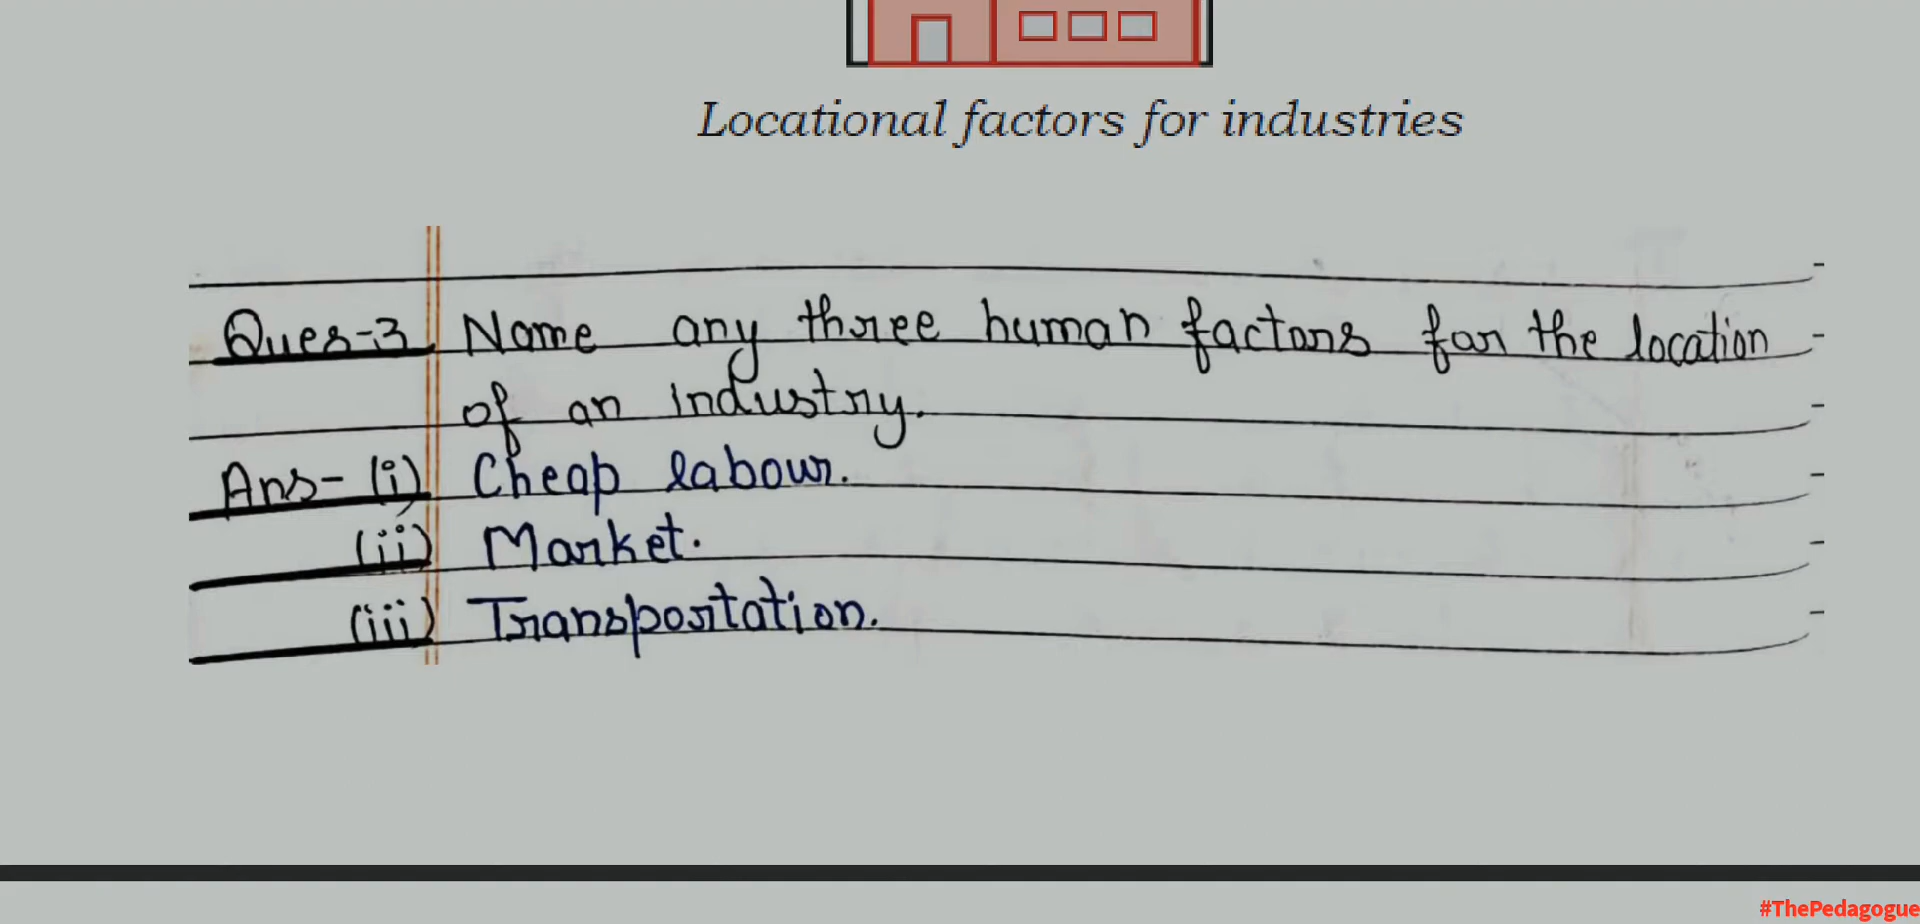 Locational factors for industries
Ques-3 Name any three human factors for the location
of an industry.
Ans- (i) Cheap labour.
(ii) Market.
(iii) Transportation.
#ThePedagogue